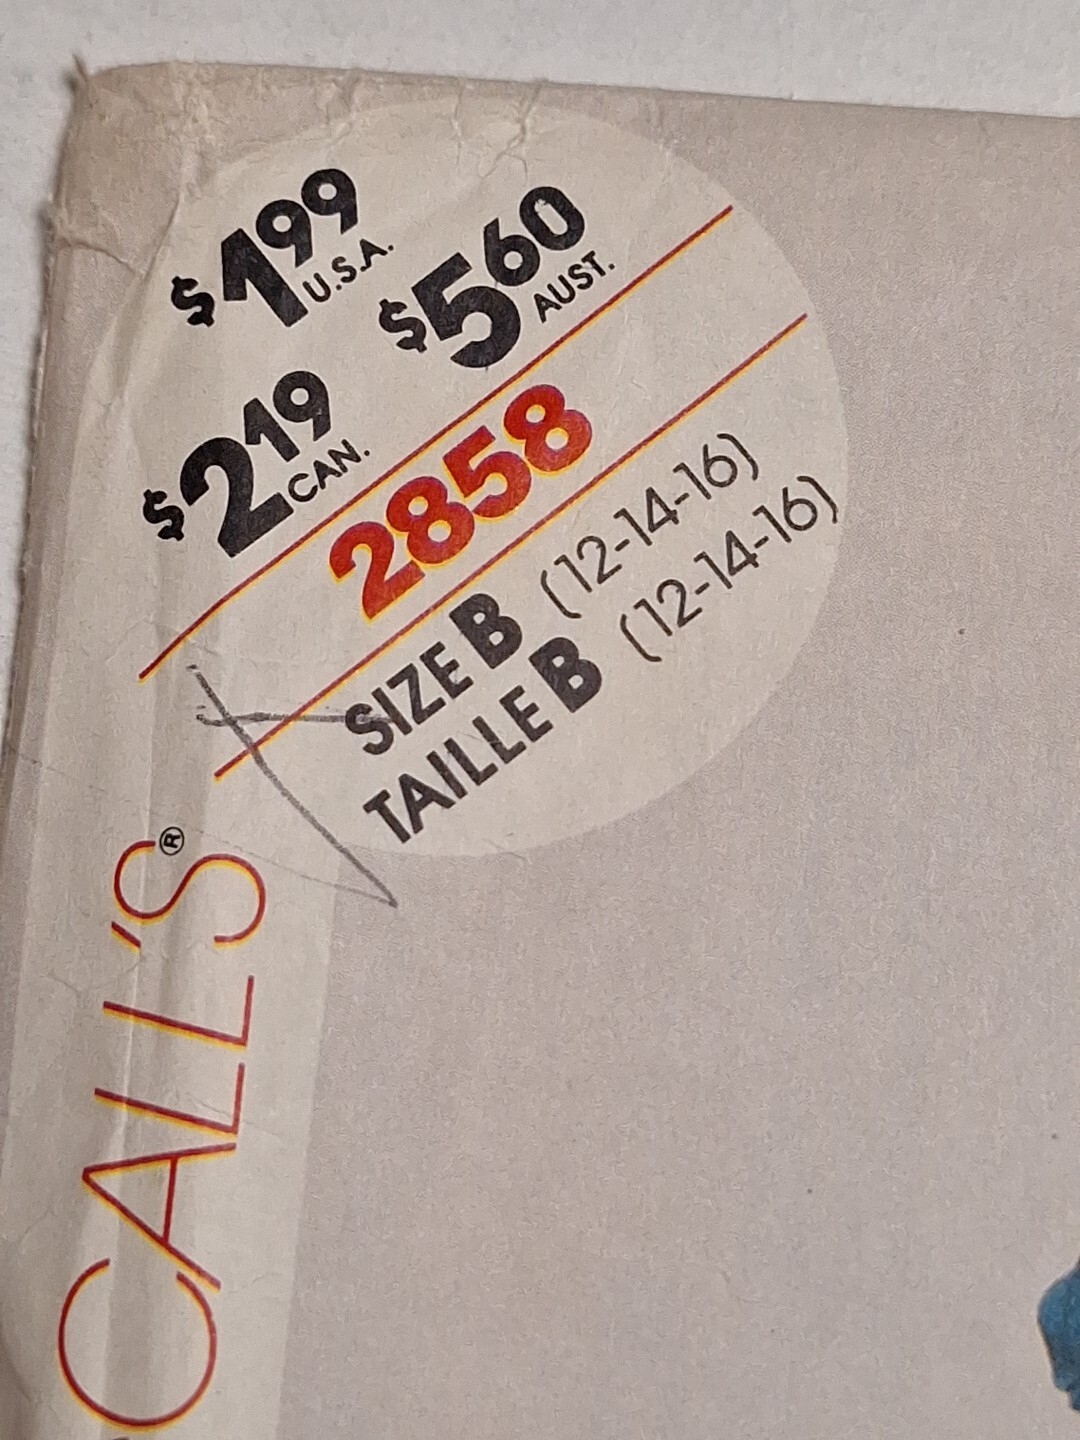 $1.99 U.S.A.
$5.60 AUST.
$2.19 CAN.
2858
SIZE B (12-14-16)
TAILLE B (12-14-16)
CALL'S®